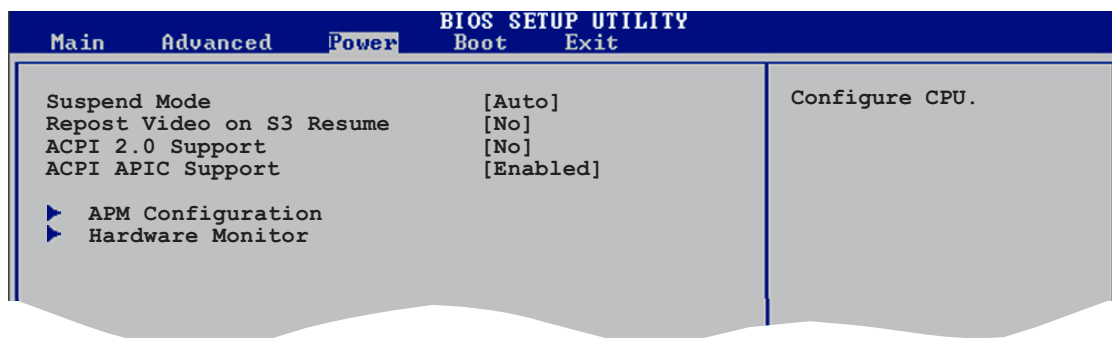 BIOS SETUP UTILITY
Main Advanced Power Boot Exit
Suspend Mode [Auto]
Repost Video on S3 Resume [No]
ACPI 2.0 Support [No]
ACPI APIC Support [Enabled]
APM Configuration
Hardware Monitor
Configure CPU.